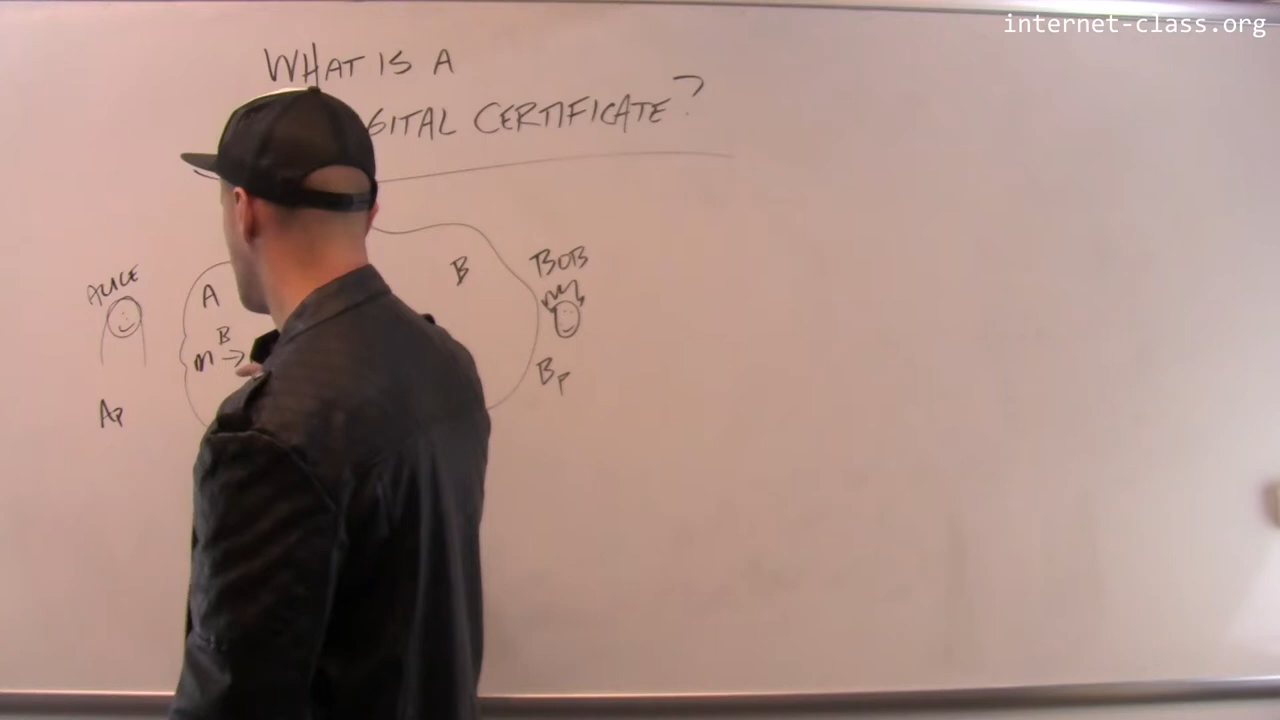 internet-class.org
WHAT IS A
GITAL CERTIFICATE?
ALICE
A
B
m →
AP
B
BOB
BP